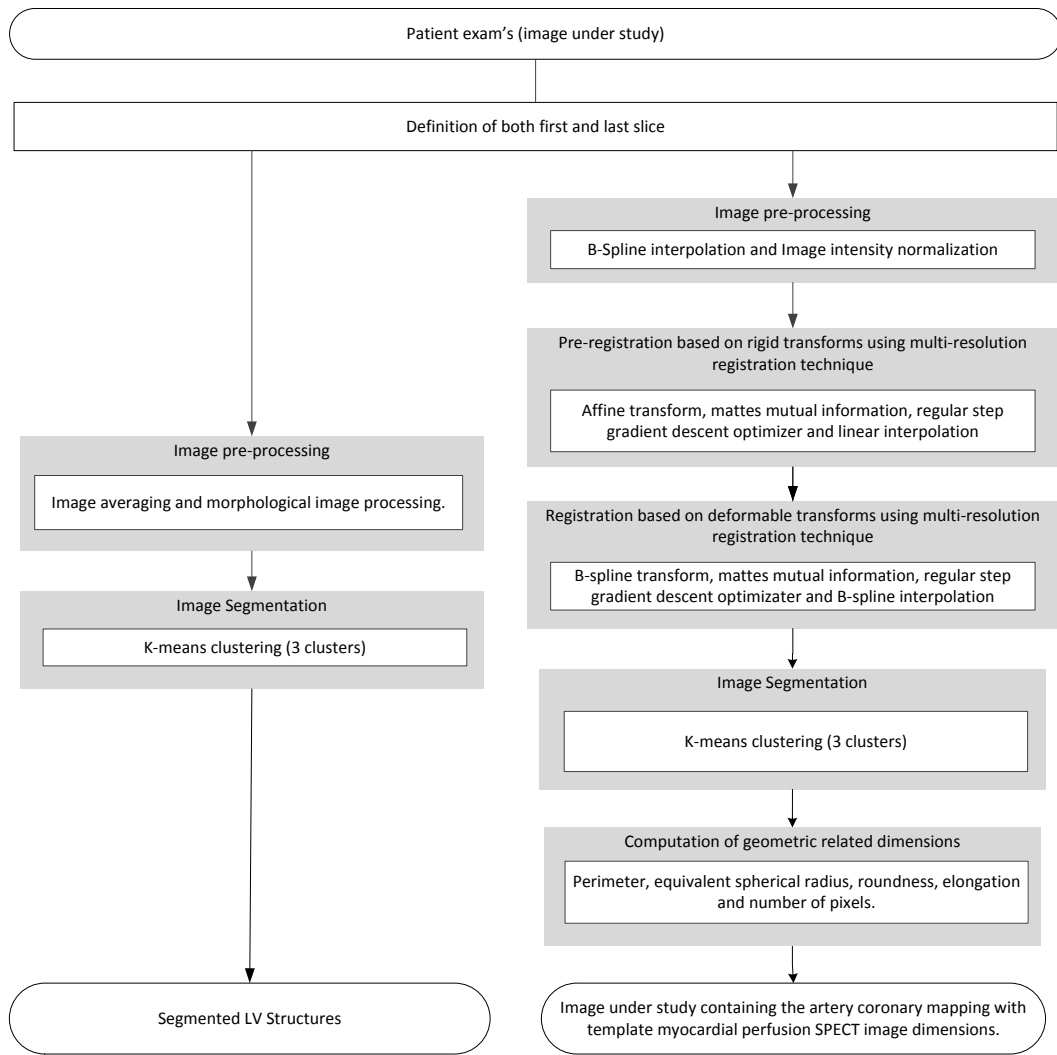 Patient exam's (image under study)
Definition of both first and last slice
Image pre-processing
Image averaging and morphological image processing.
Image Segmentation
K-means clustering (3 clusters)
Segmented LV Structures
Image pre-processing
B-Spline interpolation and Image intensity normalization
Pre-registration based on rigid transforms using multi-resolution
registration technique
Affine transform, mattes mutual information, regular step
gradient descent optimizer and linear interpolation
Registration based on deformable transforms using multi-resolution
registration technique
B-spline transform, mattes mutual information, regular step
gradient descent optimizater and B-spline interpolation
Image Segmentation
K-means clustering (3 clusters)
Computation of geometric related dimensions
Perimeter, equivalent spherical radius, roundness, elongation
and number of pixels.
Image under study containing the artery coronary mapping with
template myocardial perfusion SPECT image dimensions.